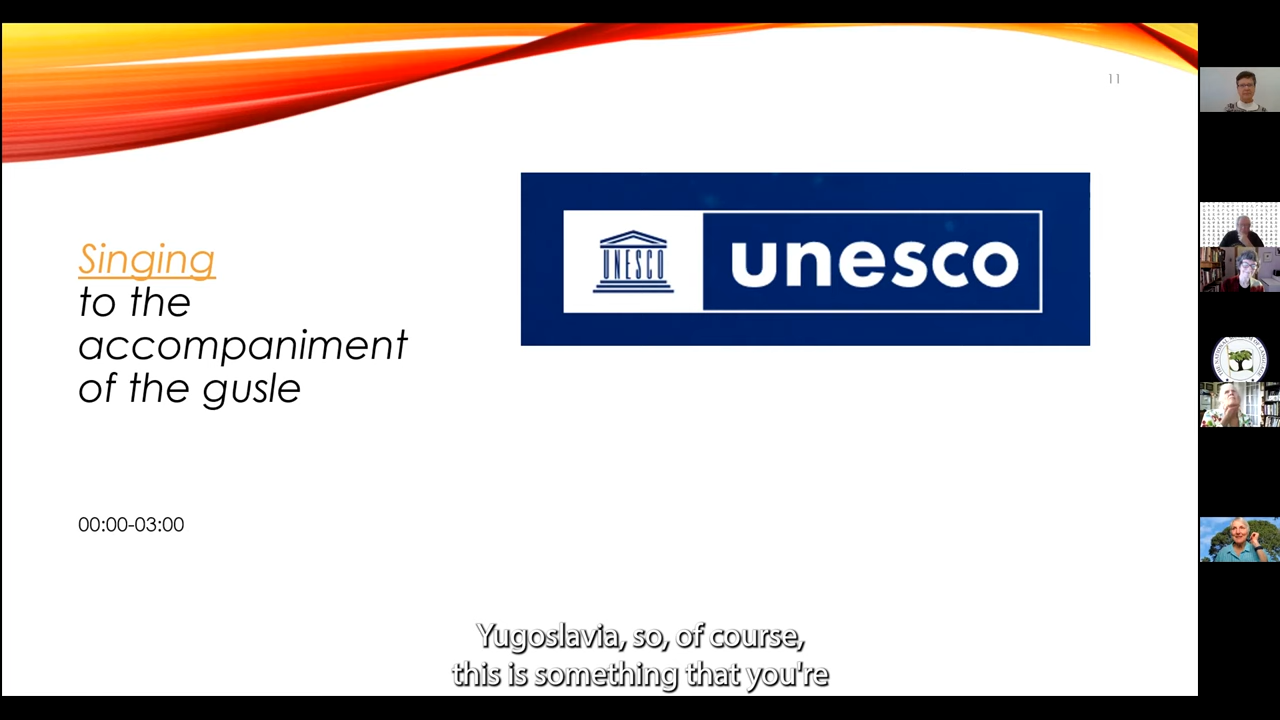 11
UNESCO
unesco
Singing
to the
accompaniment
of the gusle
00:00-03:00
Yugoslavia, so, of course,
this is something that you're